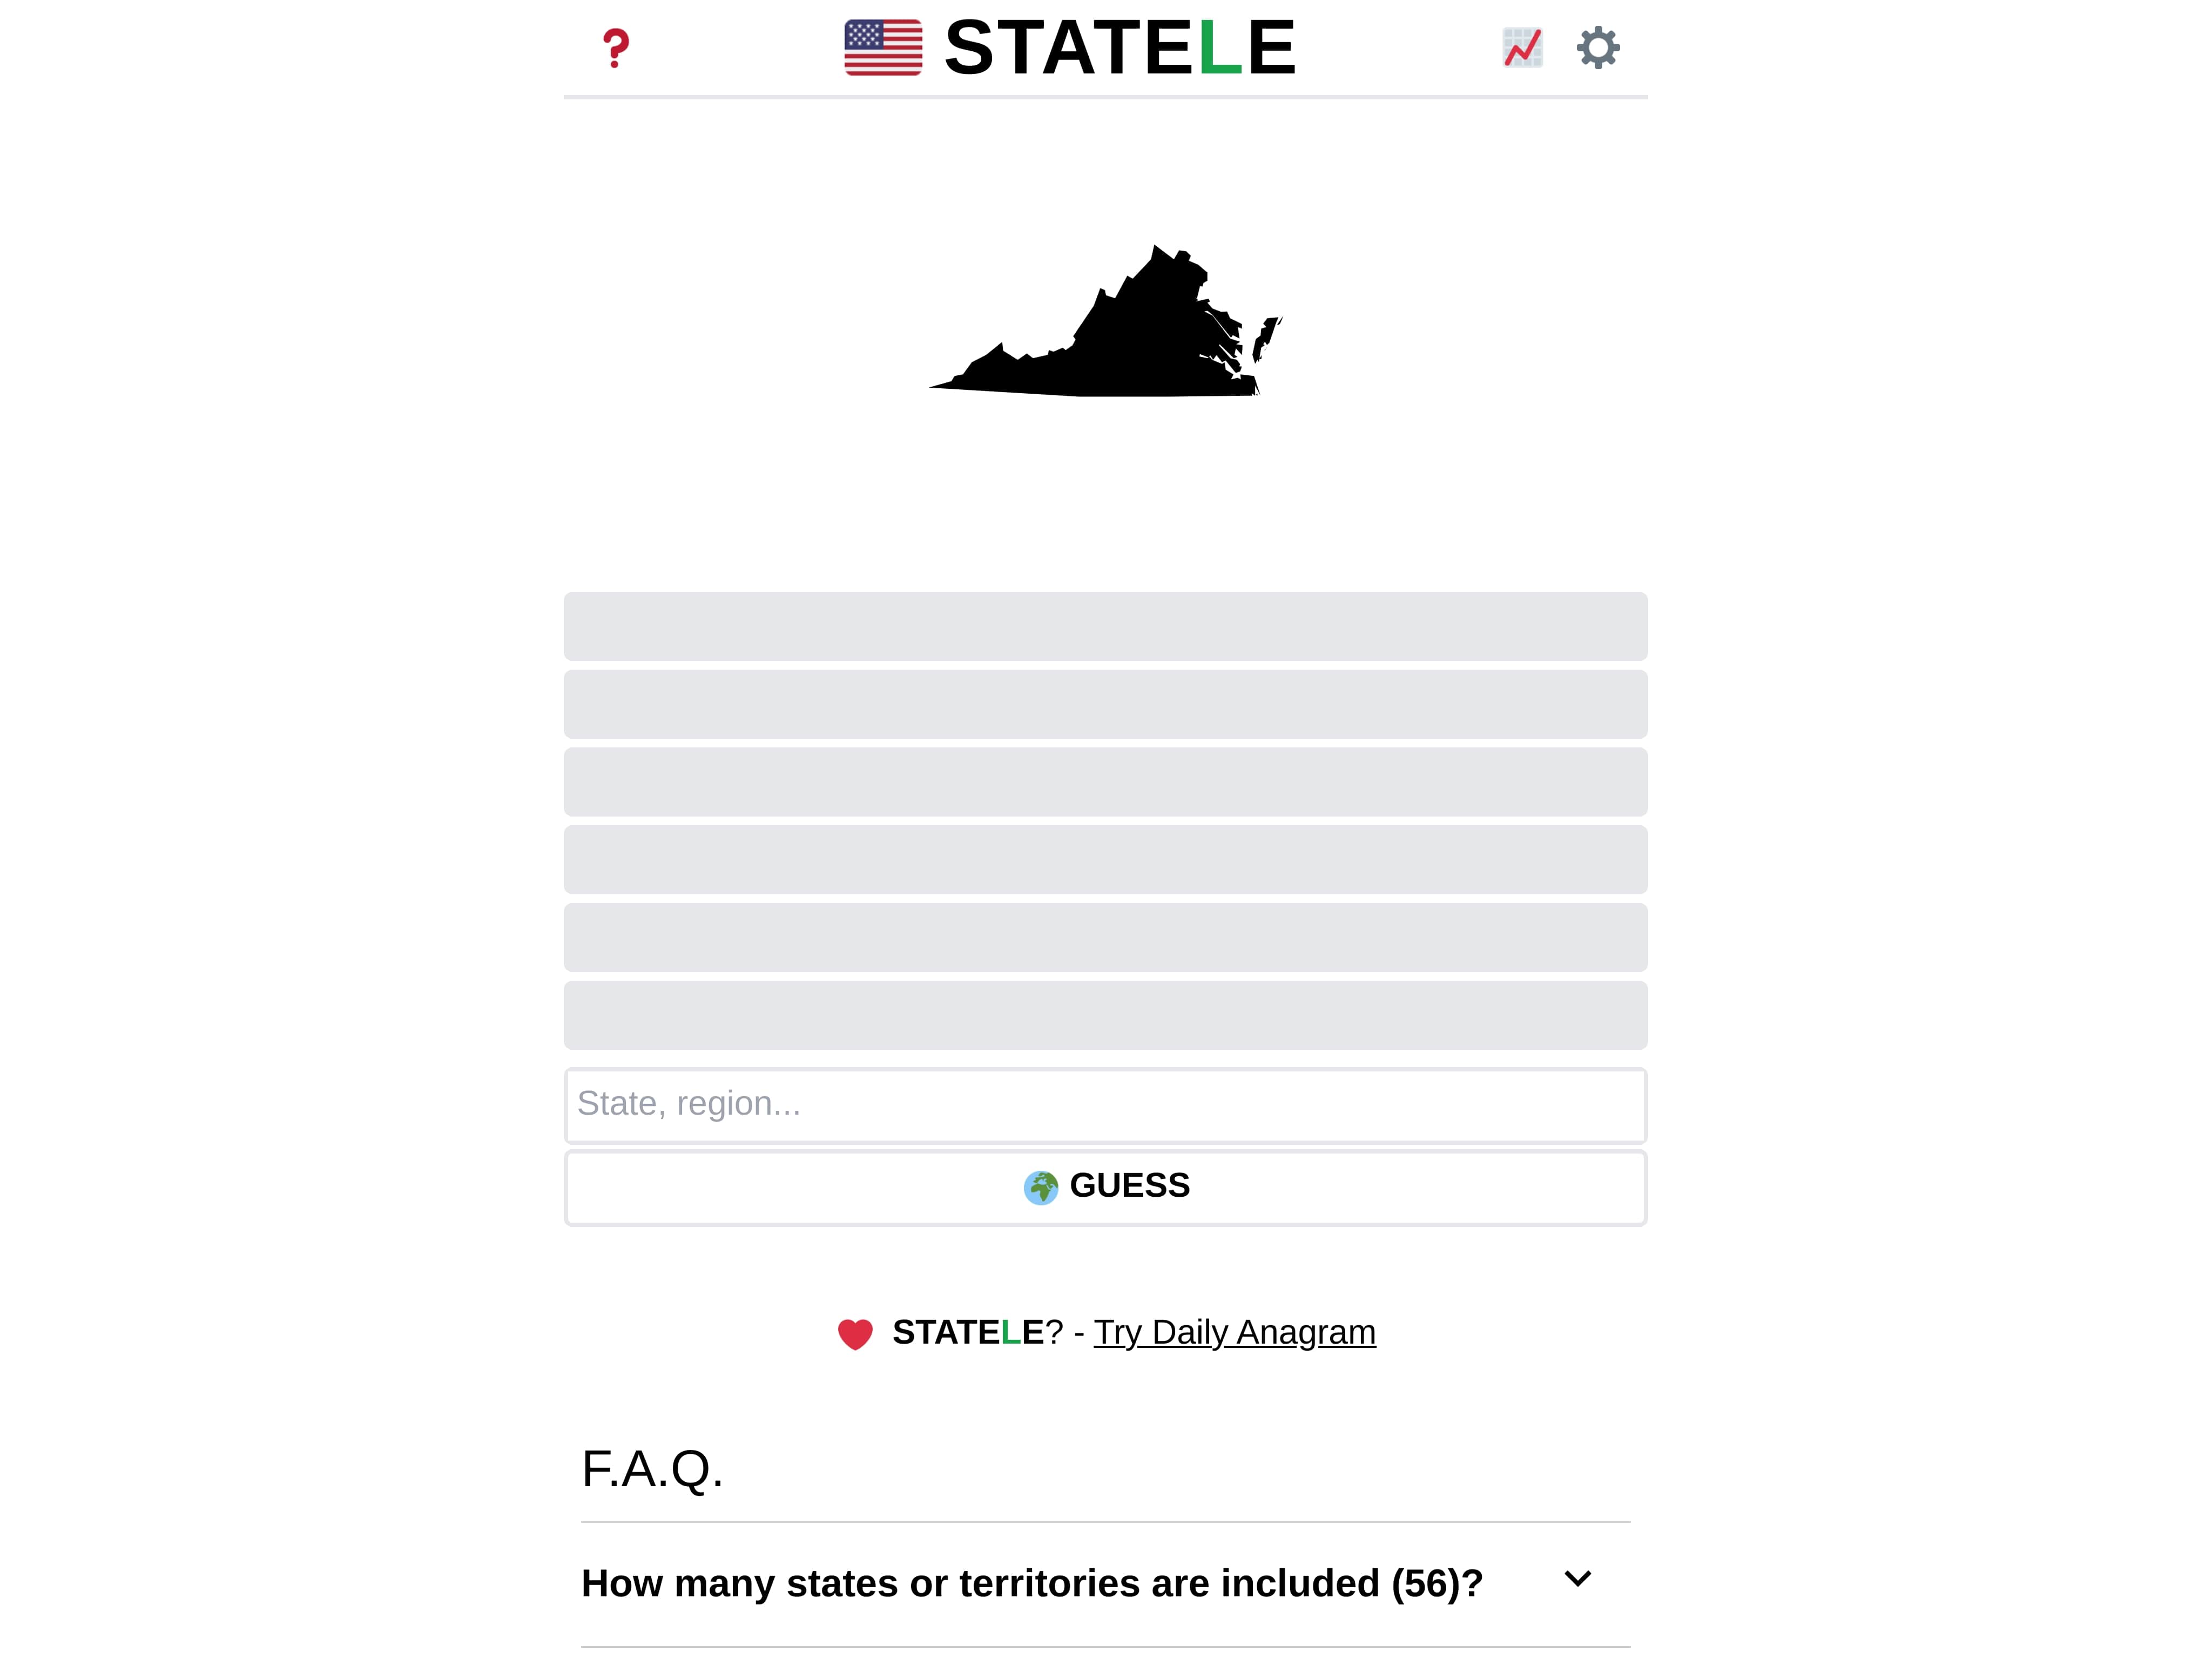 STATELE
State, region...
GUESS
STATELE? - Try Daily Anagram
F.A.Q.
How many states or territories are included (56)?